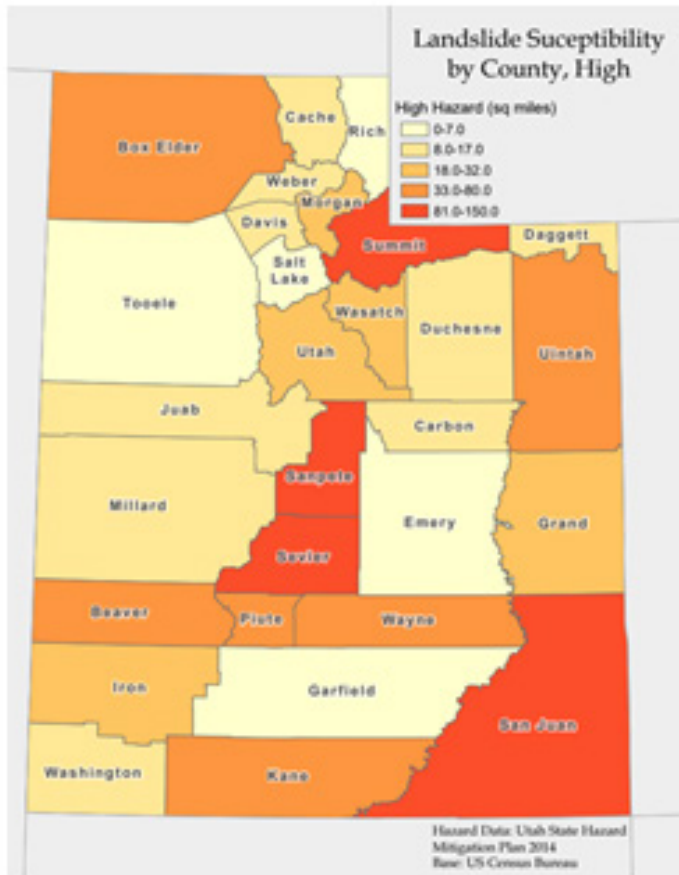 Landslide Suceptibility
by County, High
High Hazard (sq miles)
0-7.0
8.0-17.0
18.0-32.0
33.0-80.0
81.0-150.0
Cache
Rich
Box Elder
Weber
Morgan
Davis
Summit
Daggett
Salt
Lake
Tooele
Wasatch
Duchesne
Uintah
Utah
Juab
Carbon
Sanpete
Millard
Emery
Grand
Sevier
Beaver
Piute
Wayne
Iron
Garfield
San Juan
Washington
Kane
Hazard Data: Utah State Hazard
Mitigation Plan 2014
Base: US Census Bureau